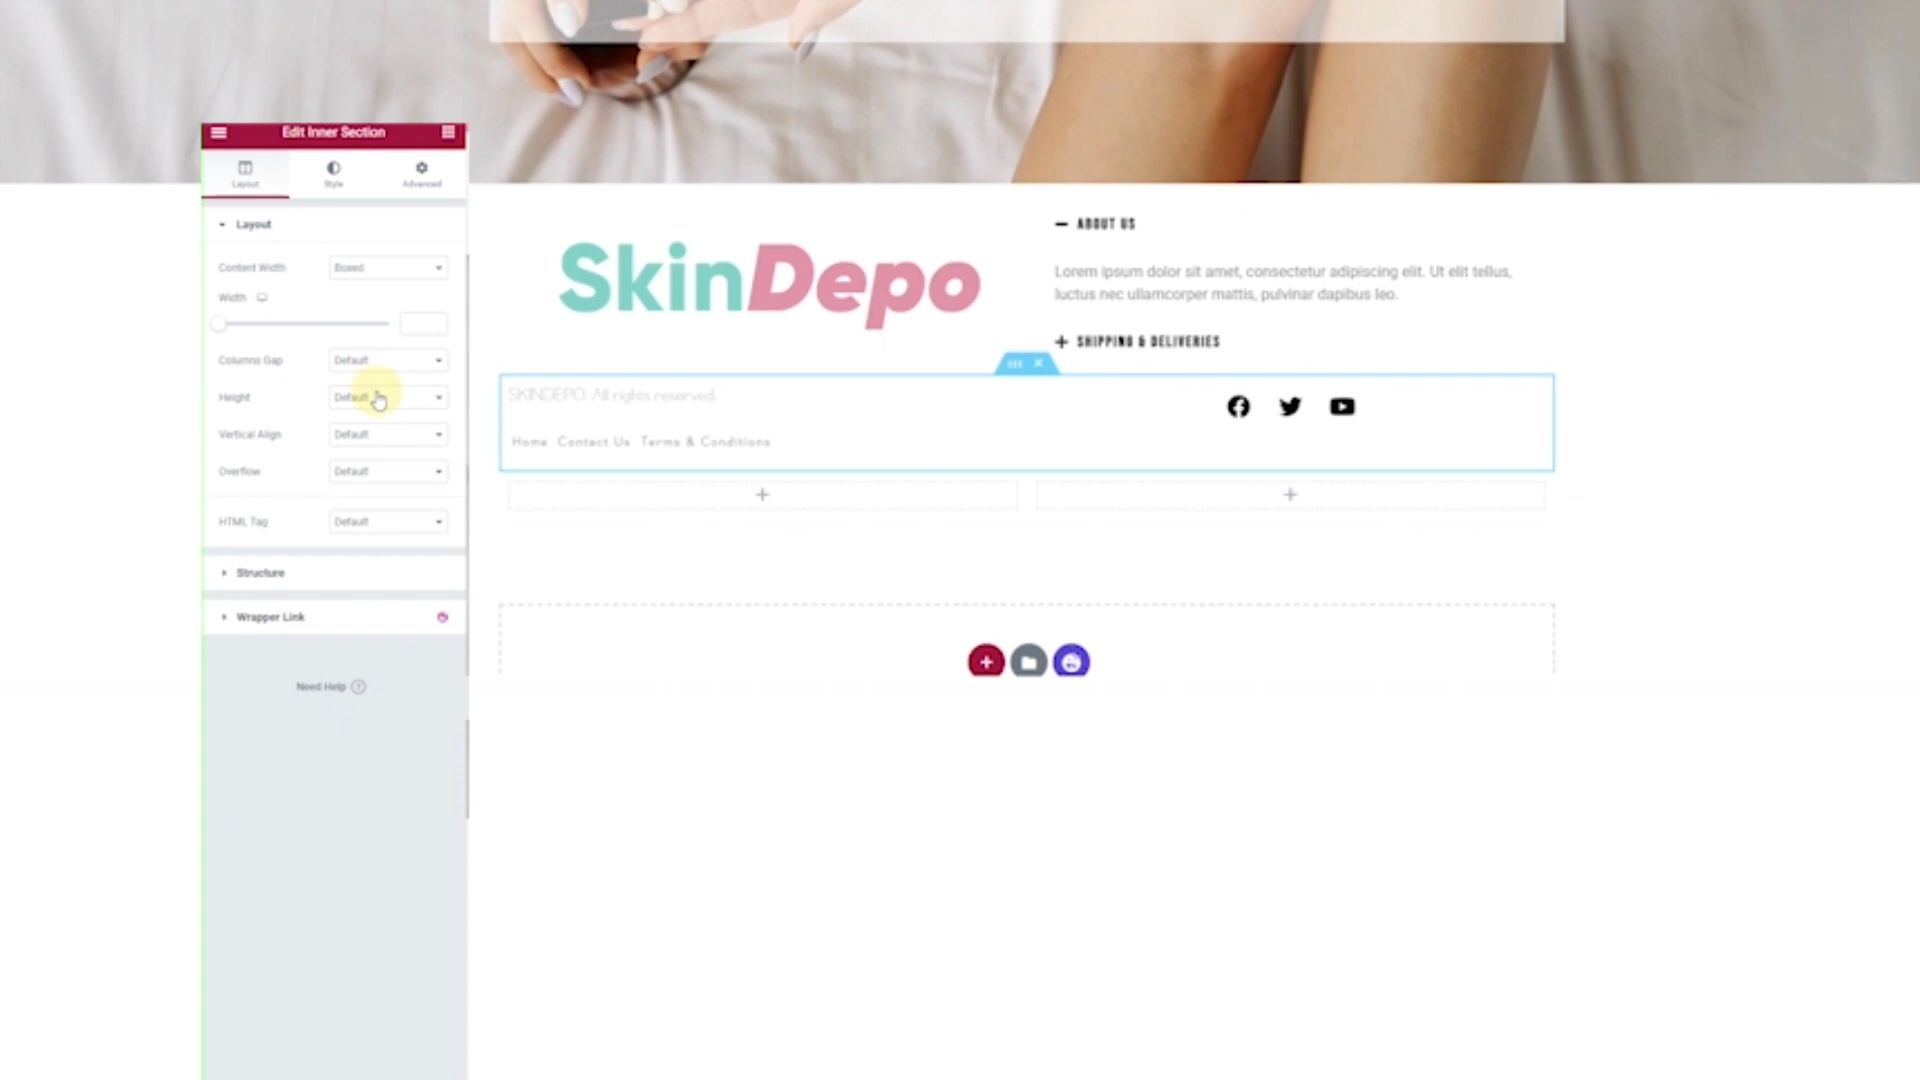 Edit Inner Section
Layout
Style
Advanced
Layout
Content Width
Boxed
Width
Columns Gap
Default
Height
Default
Vertical Align
Default
Overflow
Default
HTML Tag
Default
Structure
Wrapper Link
Need Help ?
SkinDepo
ABOUT US
Lorem ipsum dolor sit amet, consectetur adipiscing elit. Ut elit tellus,
luctus nec ullamcorper mattis, pulvinar dapibus leo.
SHIPPING & DELIVERIES
SKINDEPO. All rights reserved.
Home Contact Us Terms & Conditions